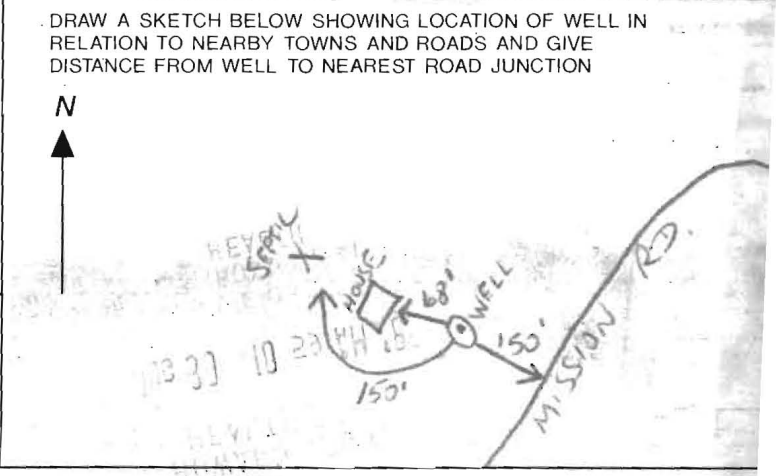 DRAW A SKETCH BELOW SHOWING LOCATION OF WELL IN
RELATION TO NEARBY TOWNS AND ROADS AND GIVE
DISTANCE FROM WELL TO NEAREST ROAD JUNCTION
N
SEPTIC
HOUSE
68'
WELL
150'
150'
MISSION RD.